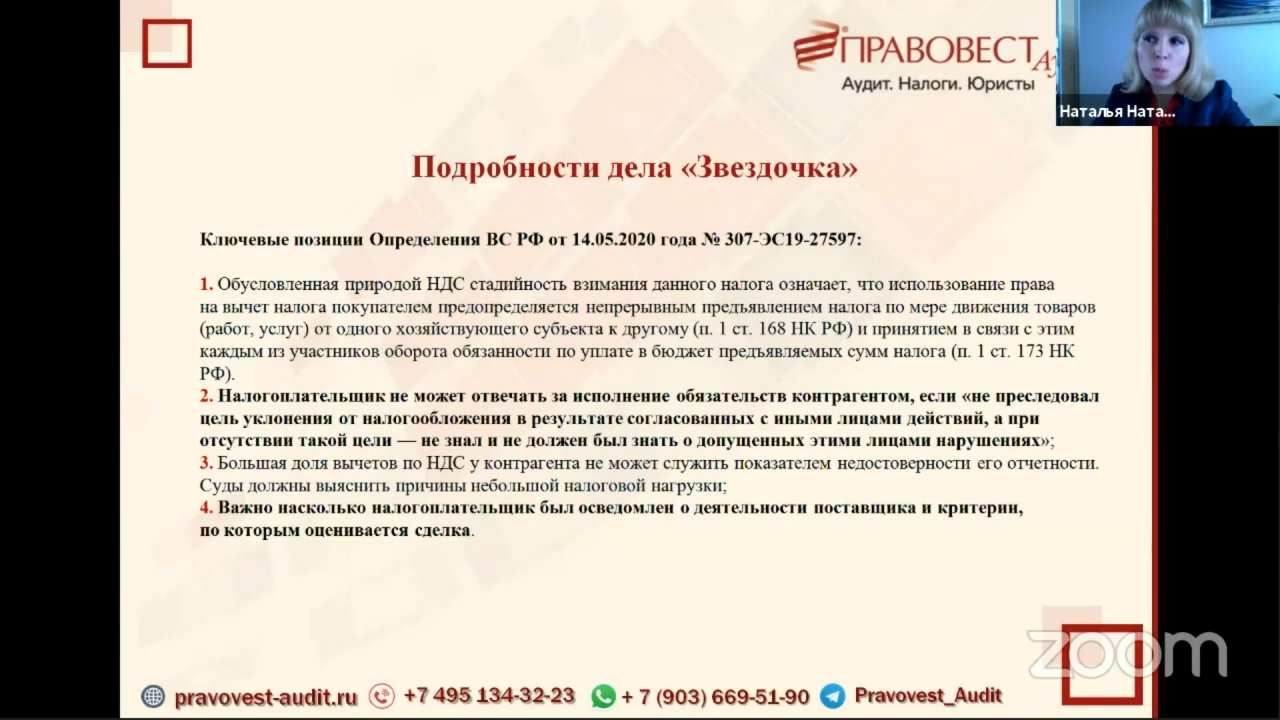 ПРАВОВЕСТ
Аудит. Налоги. Юристы
Наталья Ната...
Подробности дела «Звездочка»
Ключевые позиции Определения ВС РФ от 14.05.2020 года № 307-ЭС19-27597:
1. Обусловленная природой НДС стадийность взимания данного налога означает, что использование права
на вычет налога покупателем предопределяется непрерывным предъявлением налога по мере движения товаров
(работ, услуг) от одного хозяйствующего субъекта к другому (п. 1 ст. 168 НК РФ) и принятием в связи с этим
каждым из участников оборота обязанности по уплате в бюджет предъявляемых сумм налога (п. 1 ст. 173 НК
РФ).
2. Налогоплательщик не может отвечать за исполнение обязательств контрагентом, если «не преследовал
цель уклонения от налогообложения в результате согласованных с иными лицами действий, а при
отсутствии такой цели — не знал и не должен был знать о допущенных этими лицами нарушениях»;
3. Большая доля вычетов по НДС у контрагента не может служить показателем недостоверности его отчетности.
Суды должны выяснить причины небольшой налоговой нагрузки;
4. Важно насколько налогоплательщик был осведомлен о деятельности поставщика и критерии,
по которым оценивается сделка.
zoom
pravovest-audit.ru +7 495 134-32-23 + 7 (903) 669-51-90 Pravovest_Audit